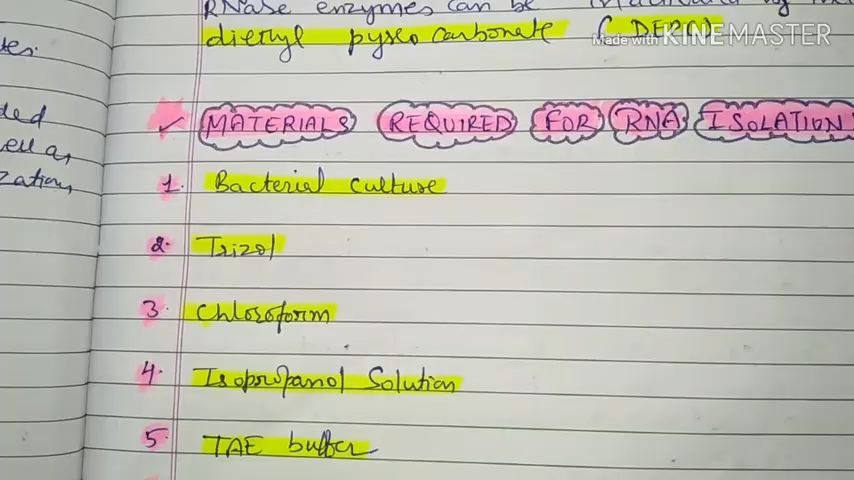 RNase enzymes can be
diethyl pyrocarbonate (DEPC)
Made with KINEMASTER
✓ MATERIALS REQUIRED FOR RNA ISOLATION:
1. Bacterial culture
2. Trizol
3. Chloroform
4. Isopropanol Solution
5. TAE buffer